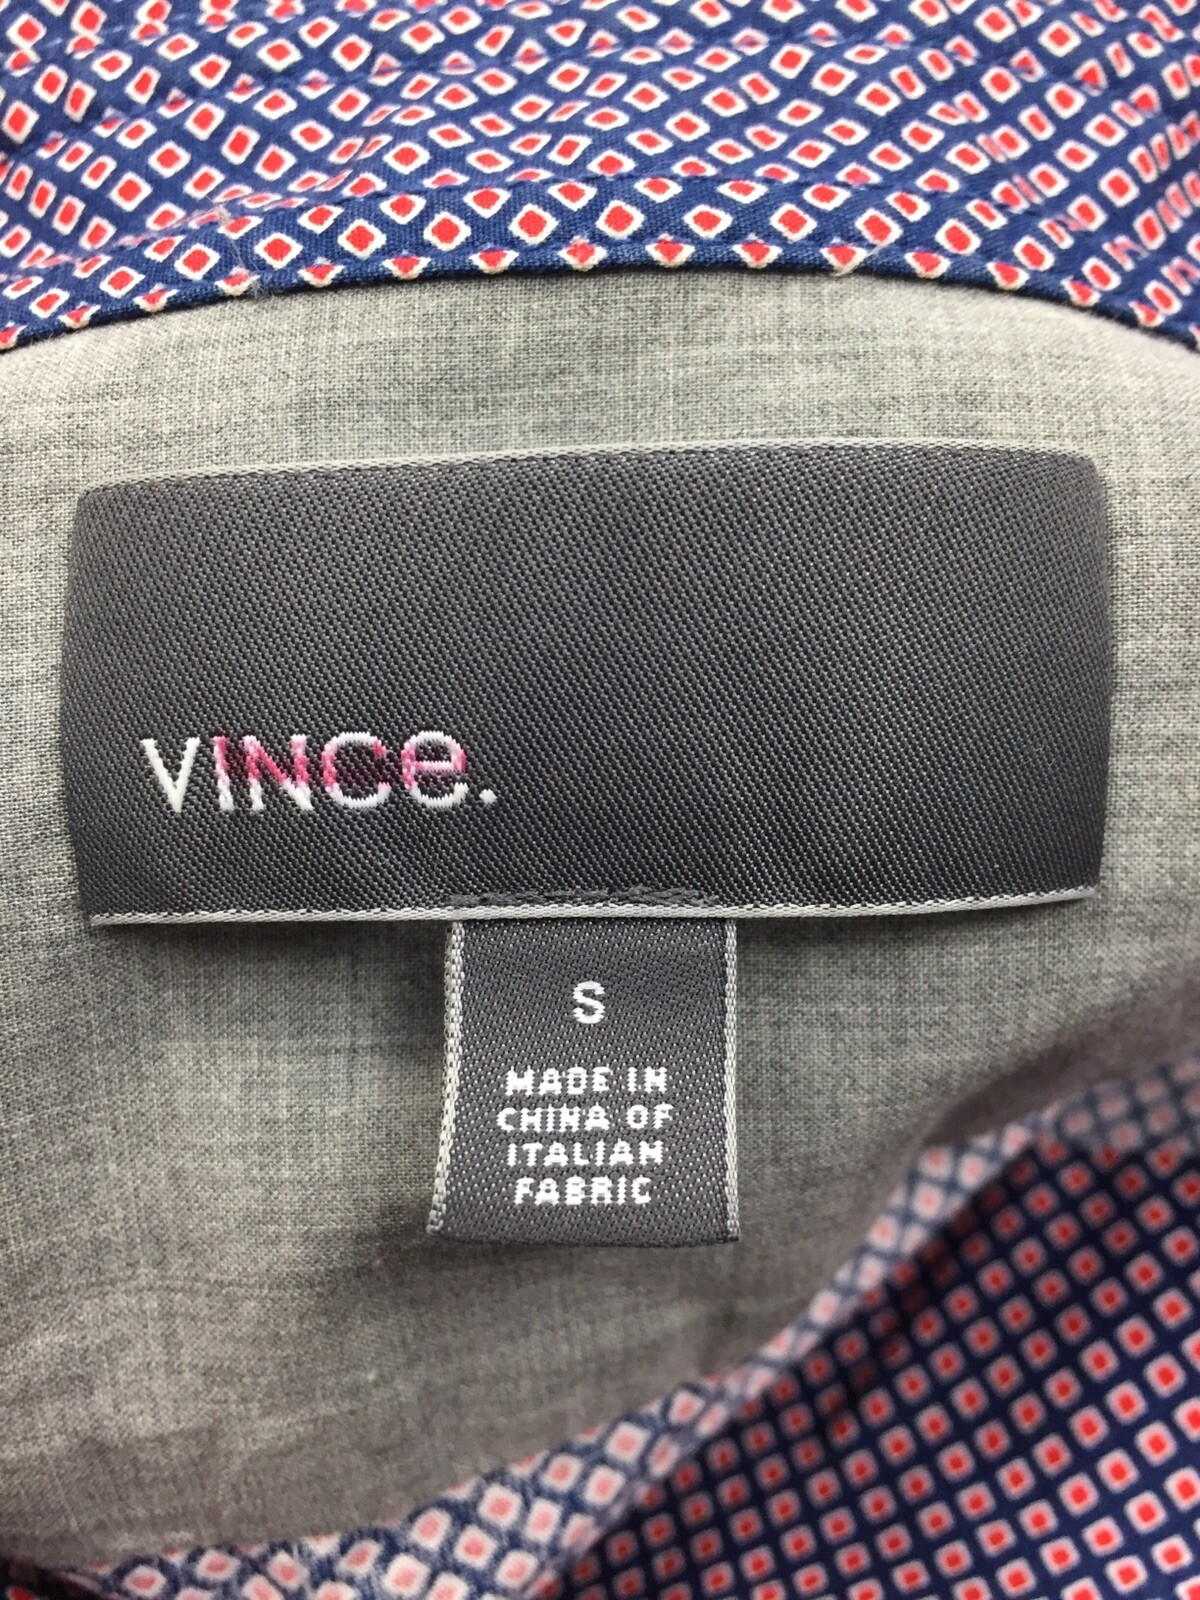 VINCe.
S
MADE IN
CHINA OF
ITALIAN
FABRIC